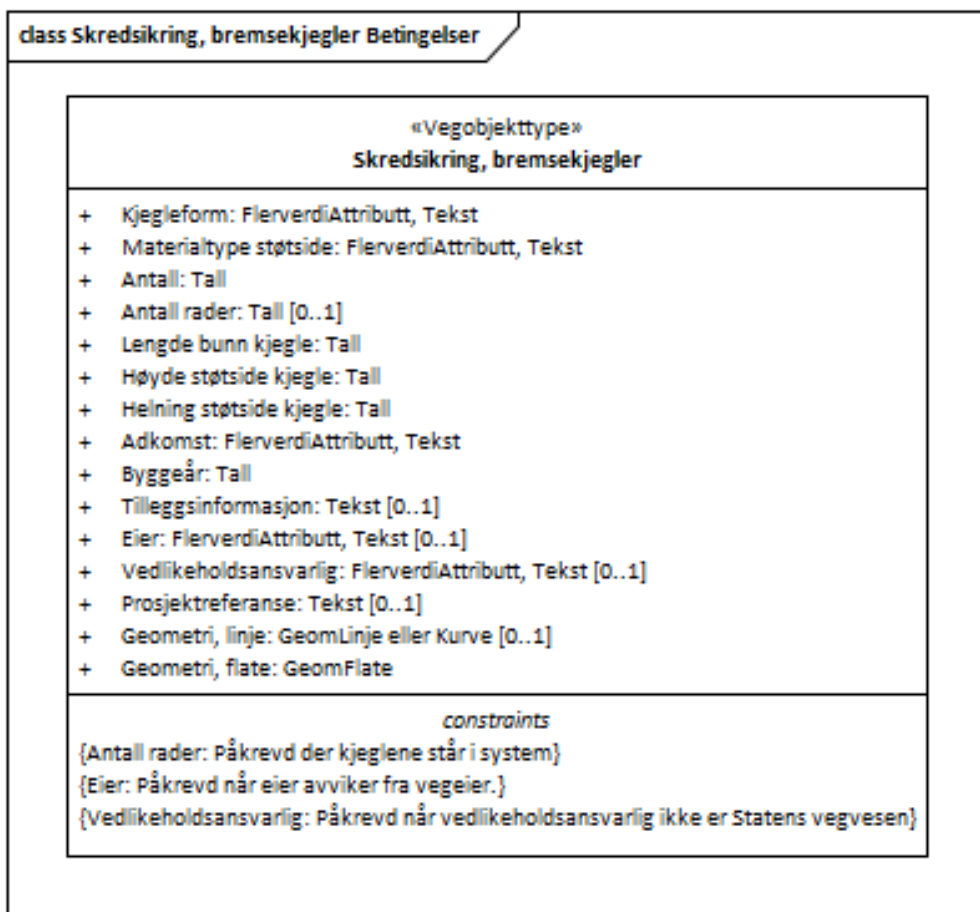 class Skredsikring, bremsekjegler Betingelser
«Vegobjekttype»
Skredsikring, bremsekjegler
+ Kjegleform: FlerverdiAttributt, Tekst
+ Materialtype støtside: FlerverdiAttributt, Tekst
+ Antall: Tall
+ Antall rader: Tall [0..1]
+ Lengde bunn kjegle: Tall
+ Høyde støtside kjegle: Tall
+ Helning støtside kjegle: Tall
+ Adkomst: FlerverdiAttributt, Tekst
+ Byggeår: Tall
+ Tilleggsinformasjon: Tekst [0..1]
+ Eier: FlerverdiAttributt, Tekst [0..1]
+ Vedlikeholdsansvarlig: FlerverdiAttributt, Tekst [0..1]
+ Prosjektreferanse: Tekst [0..1]
+ Geometri, linje: GeomLinje eller Kurve [0..1]
+ Geometri, flate: GeomFlate
constraints
{Antall rader: Påkrevd der kjeglene står i system}
{Eier: Påkrevd når eier avviker fra vegeier.}
{Vedlikeholdsansvarlig: Påkrevd når vedlikeholdsansvarlig ikke er Statens vegvesen}